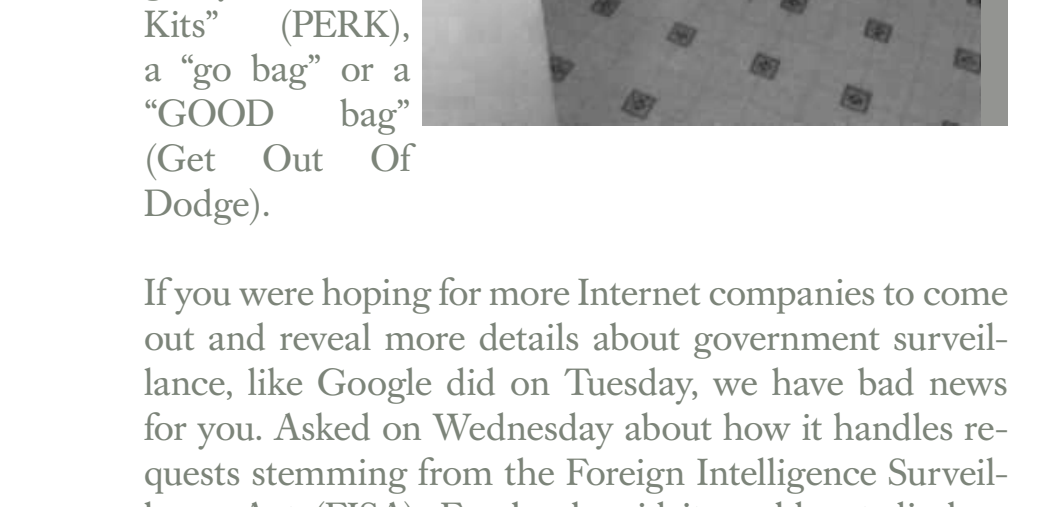 Kits” (PERK),
a “go bag” or a
“GOOD bag”
(Get Out Of
Dodge).
If you were hoping for more Internet companies to come
out and reveal more details about government surveil-
lance, like Google did on Tuesday, we have bad news
for you. Asked on Wednesday about how it handles re-
quests stemming from the Foreign Intelligence Surveil-